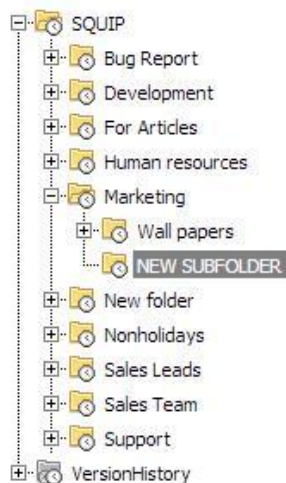 SQUIP
Bug Report
Development
For Articles
Human resources
Marketing
Wall papers
NEW SUBFOLDER
New folder
Nonholidays
Sales Leads
Sales Team
Support
VersionHistory